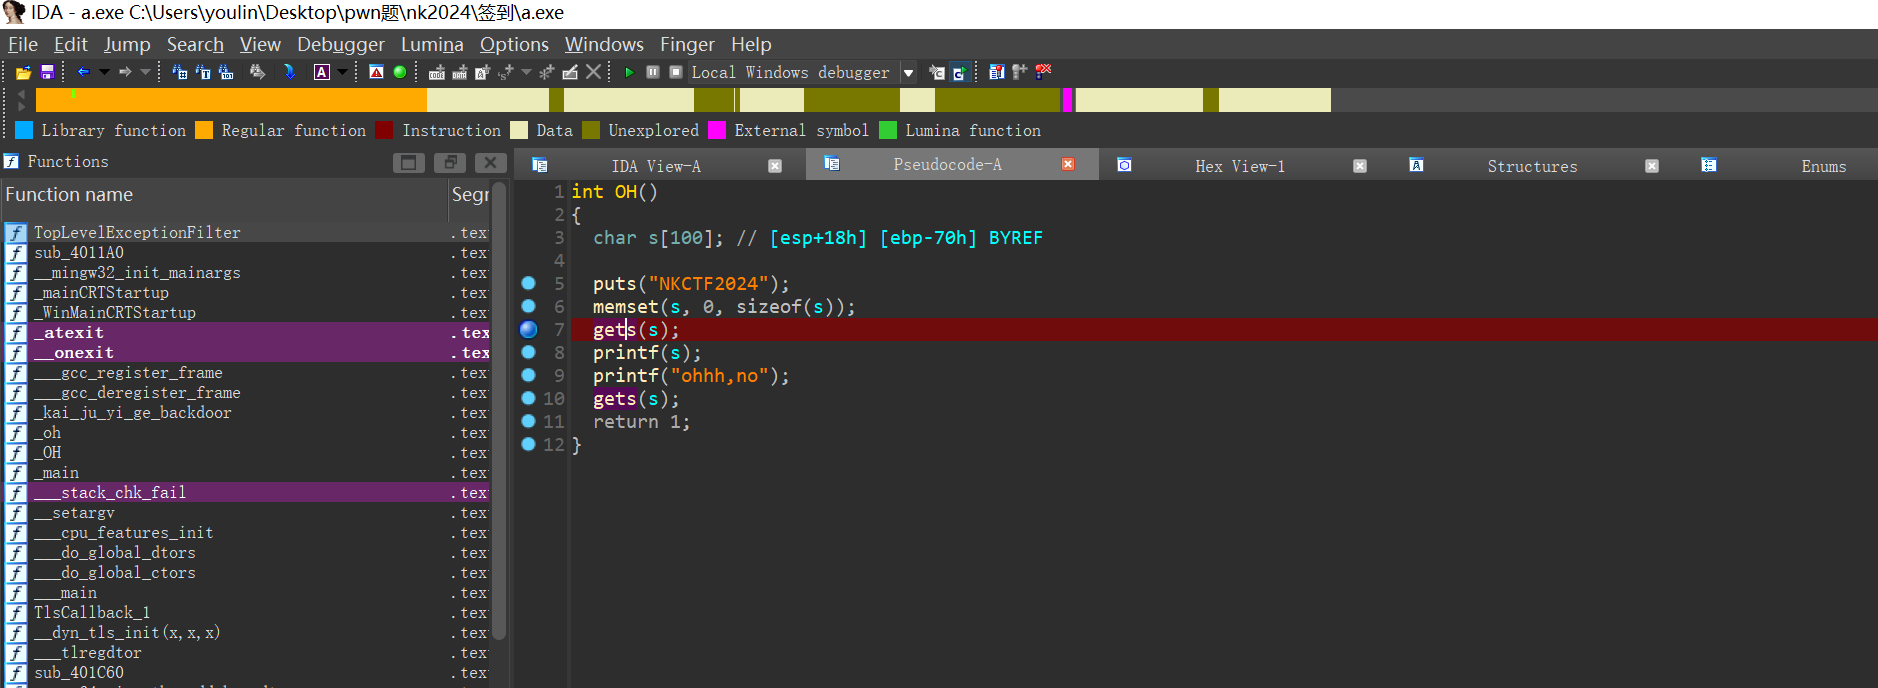 IDA - a.exe C:\Users\youlin\Desktop\pwn题\nk2024\签到\a.exe
File Edit Jump Search View Debugger Lumina Options Windows Finger Help
Local Windows debugger
Library function Regular function Instruction Data Unexplored External symbol Lumina function
Functions
IDA View-A Pseudocode-A Hex View-1 Structures Enums
Function name Segr
TopLevelExceptionFilter .tex
sub_4011A0 .tex
__mingw32_init_mainargs .tex
_mainCRTStartup .tex
_WinMainCRTStartup .tex
_atexit .tex
__onexit .tex
___gcc_register_frame .tex
___gcc_deregister_frame .tex
_kai_ju_yi_ge_backdoor .tex
_oh .tex
_OH .tex
_main .tex
___stack_chk_fail .tex
__setargv .tex
___cpu_features_init .tex
___do_global_dtors .tex
___do_global_ctors .tex
___main .tex
TlsCallback_1 .tex
__dyn_tls_init(x,x,x) .tex
___tlregdtor .tex
sub_401C60 .tex
1 int OH()
2 {
3 char s[100]; // [esp+18h] [ebp-70h] BYREF
4
5 puts("NKCTF2024");
6 memset(s, 0, sizeof(s));
7 gets(s);
8 printf(s);
9 printf("ohhh,no");
10 gets(s);
11 return 1;
12 }